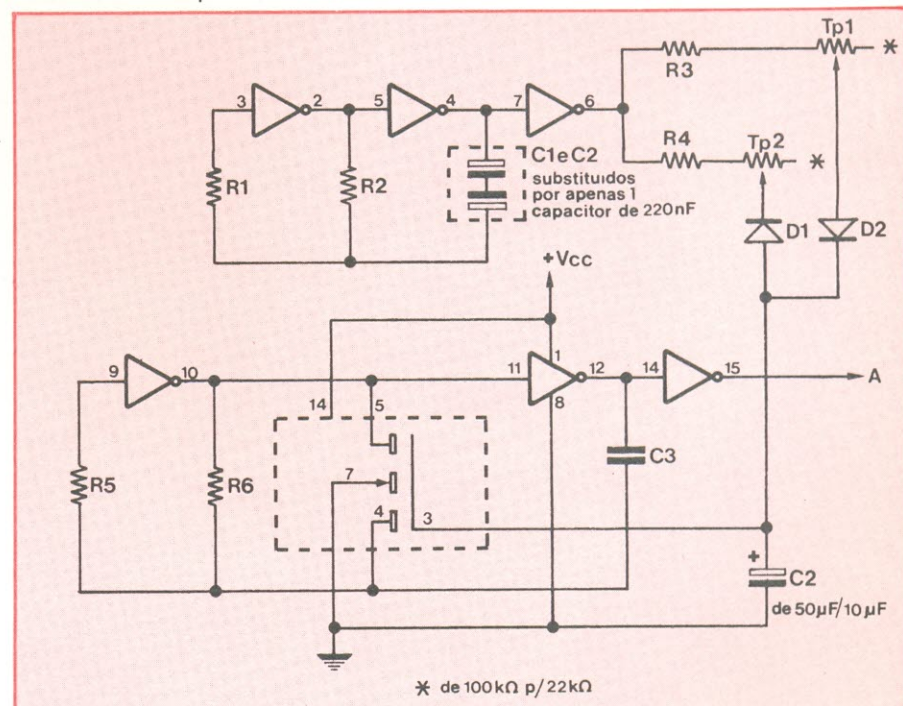 Tp1
*
R3
3
2
5
4
7
6
R4
Tp2
*
C1 e C2
substituidos
por apenas 1
capacitor de 220nF
R1
R2
D1
D2
+Vcc
9
10
11
1
12
14
15
A
8
14
5
C3
R5
R6
7
4
3
+
C2
de 50µF/10µF
* de 100kΩ p/22kΩ